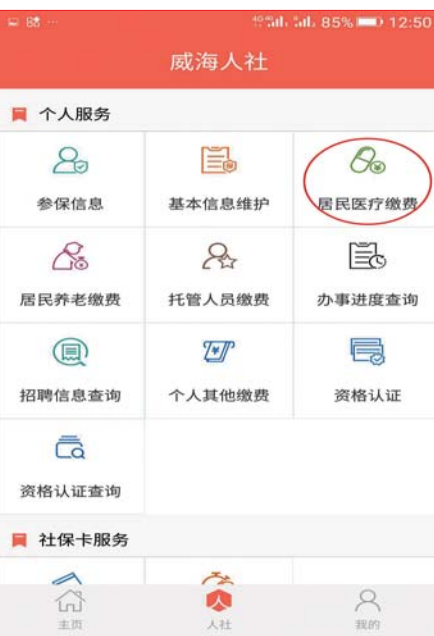 85% 12:50
威海人社
个人服务
参保信息 基本信息维护 居民医疗缴费
居民养老缴费 托管人员缴费 办事进度查询
招聘信息查询 个人其他缴费 资格认证
资格认证查询
社保卡服务
主页 人社 我的